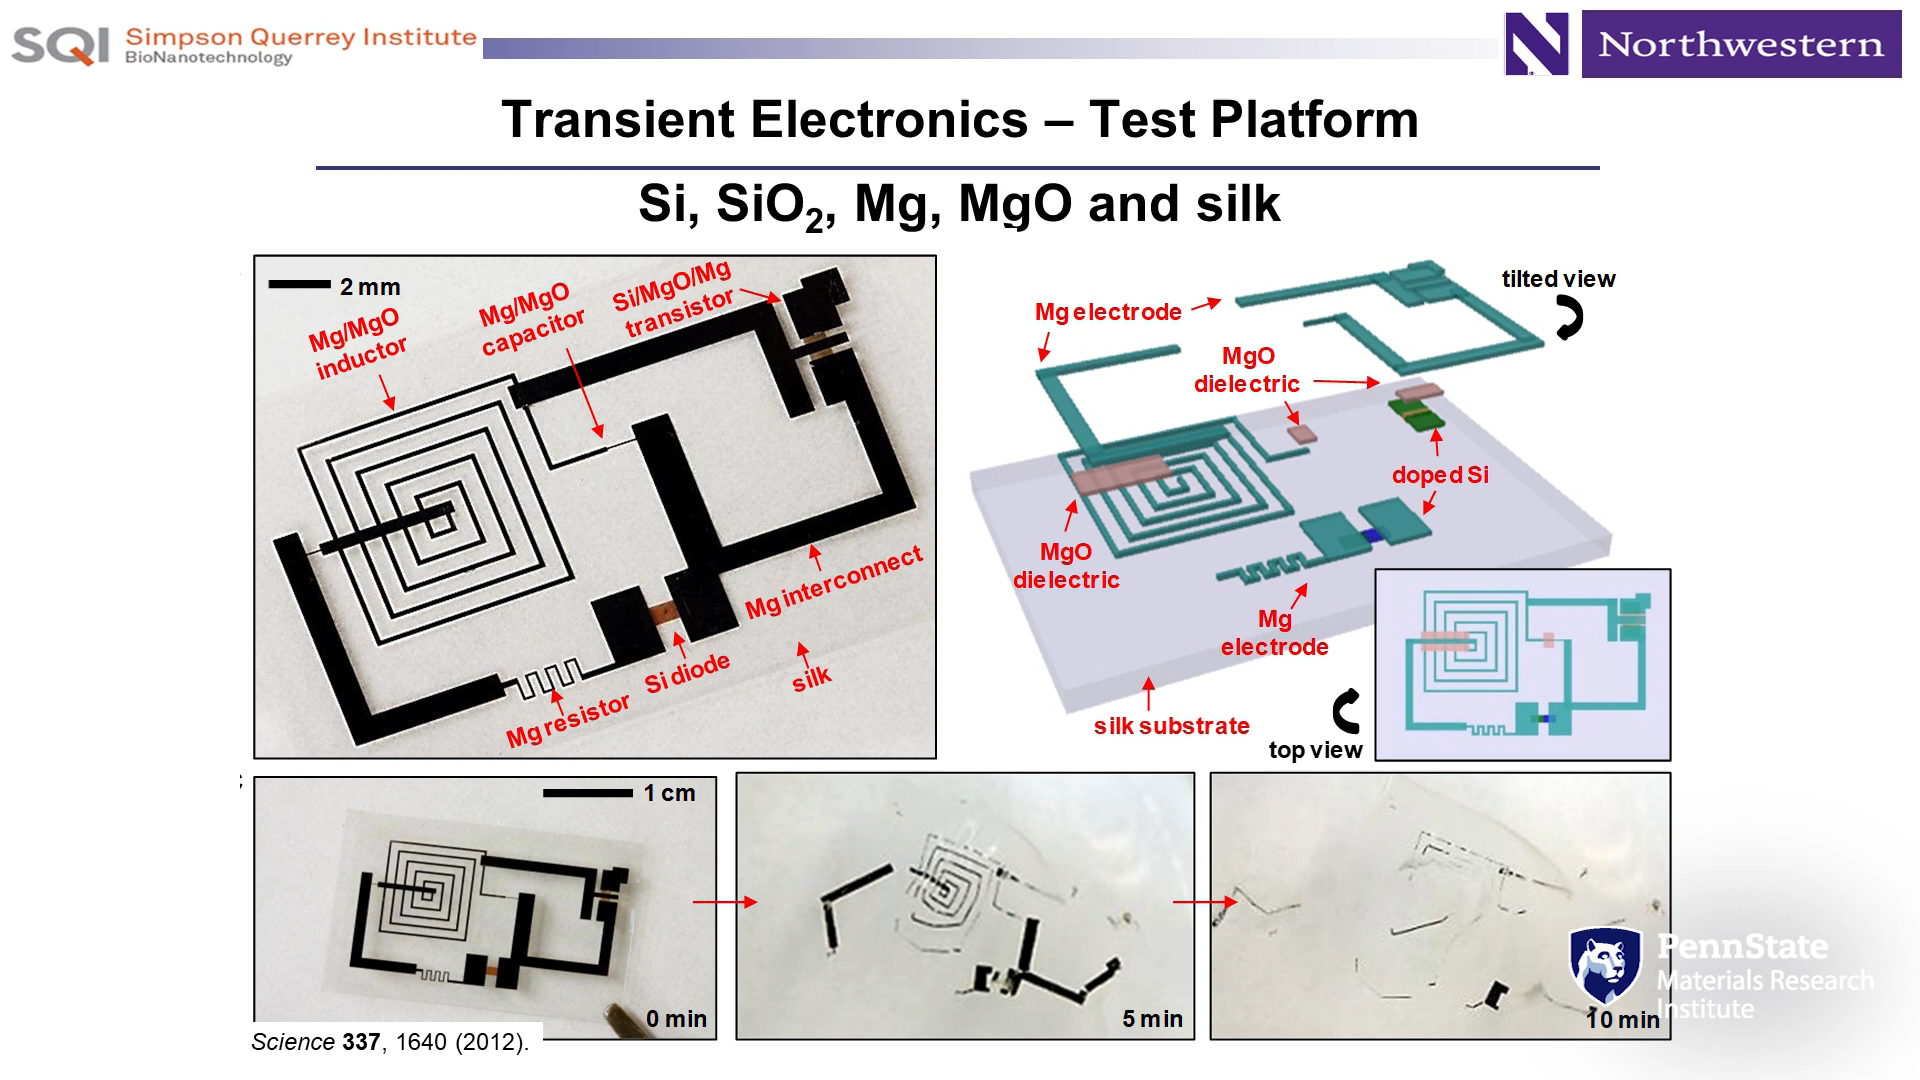 SQI Simpson Querrey Institute
BioNanotechnology
N Northwestern
Transient Electronics – Test Platform
Si, SiO₂, Mg, MgO and silk
2 mm
Mg/MgO
inductor
Mg/MgO
capacitor
Si/MgO/Mg
transistor
Mg interconnect
Si diode
silk
Mg resistor
tilted view
Mg electrode
MgO
dielectric
doped Si
MgO
dielectric
Mg
electrode
silk substrate
top view
1 cm
0 min
5 min
10 min
Science 337, 1640 (2012).
PennState
Materials Research
Institute